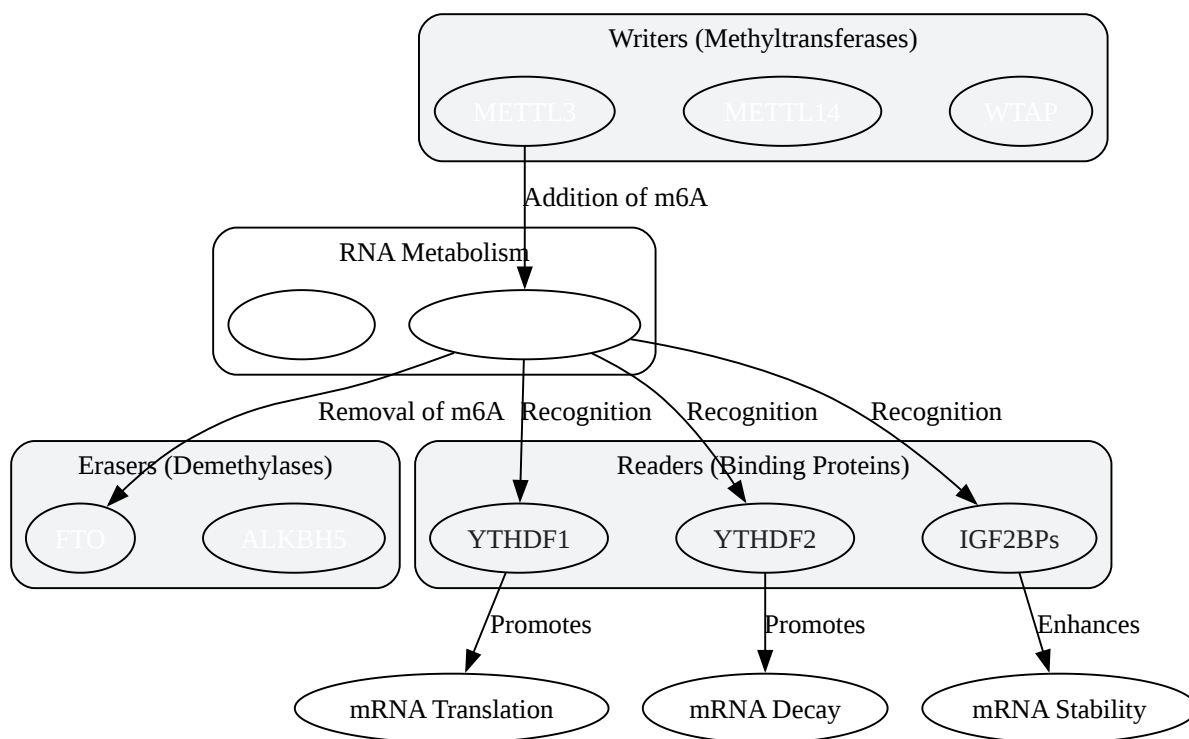 Writers (Methyltransferases)
METTL3
METTL14
WTAP
Addition of m6A
RNA Metabolism
Removal of m6A
Recognition
Recognition
Recognition
Erasers (Demethylases)
Readers (Binding Proteins)
FTO
ALKBH5
YTHDF1
YTHDF2
IGF2BPs
Promotes
Promotes
Enhances
mRNA Translation
mRNA Decay
mRNA Stability